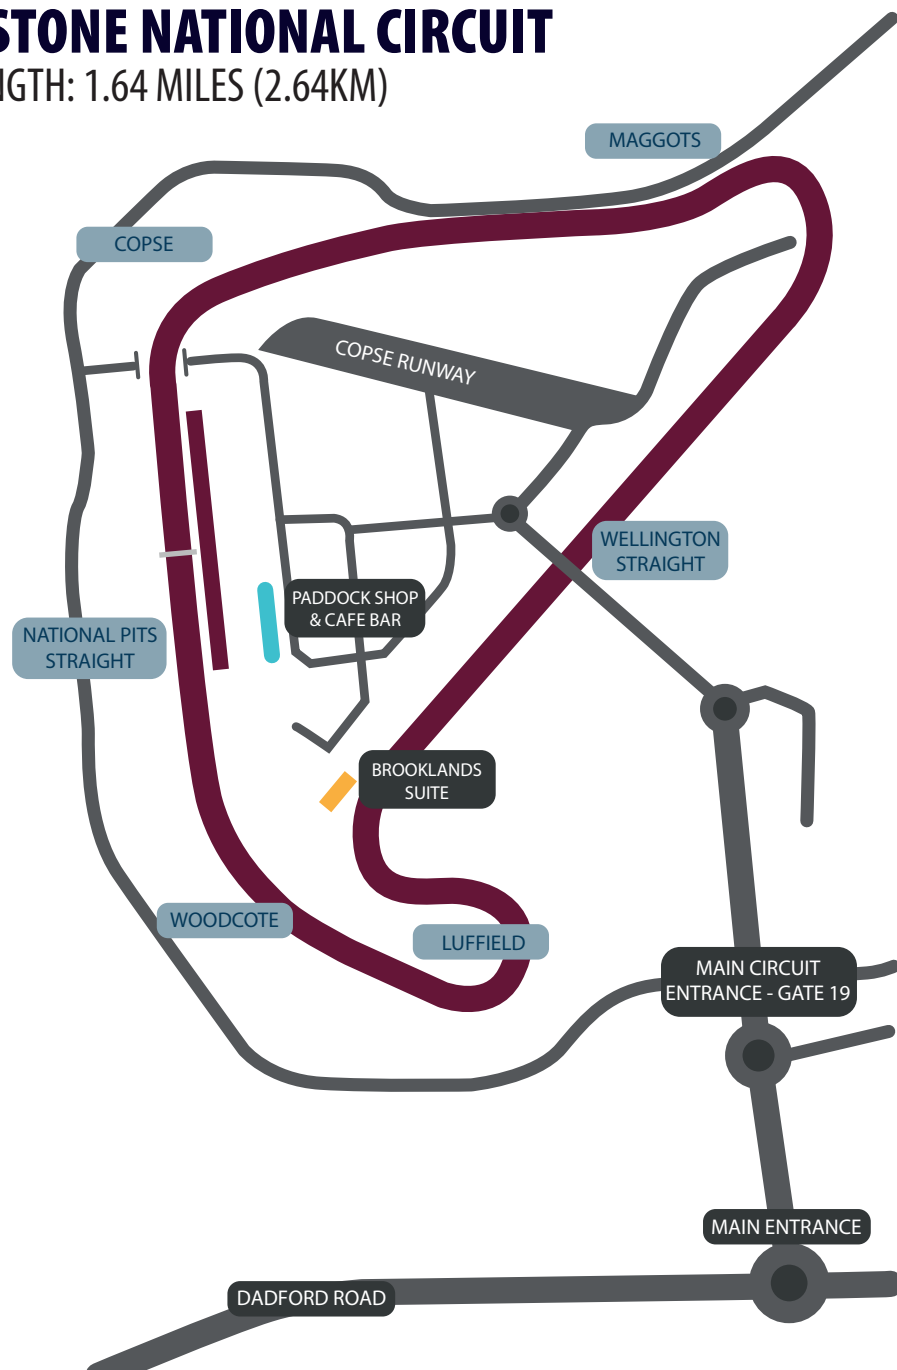 STONE NATIONAL CIRCUIT
NGTH: 1.64 MILES (2.64KM)
MAGGOTS
COPSE
COPSE RUNWAY
WELLINGTON
STRAIGHT
PADDOCK SHOP
& CAFE BAR
NATIONAL PITS
STRAIGHT
BROOKLANDS
SUITE
WOODCOTE
LUFFIELD
MAIN CIRCUIT
ENTRANCE - GATE 19
MAIN ENTRANCE
DADFORD ROAD